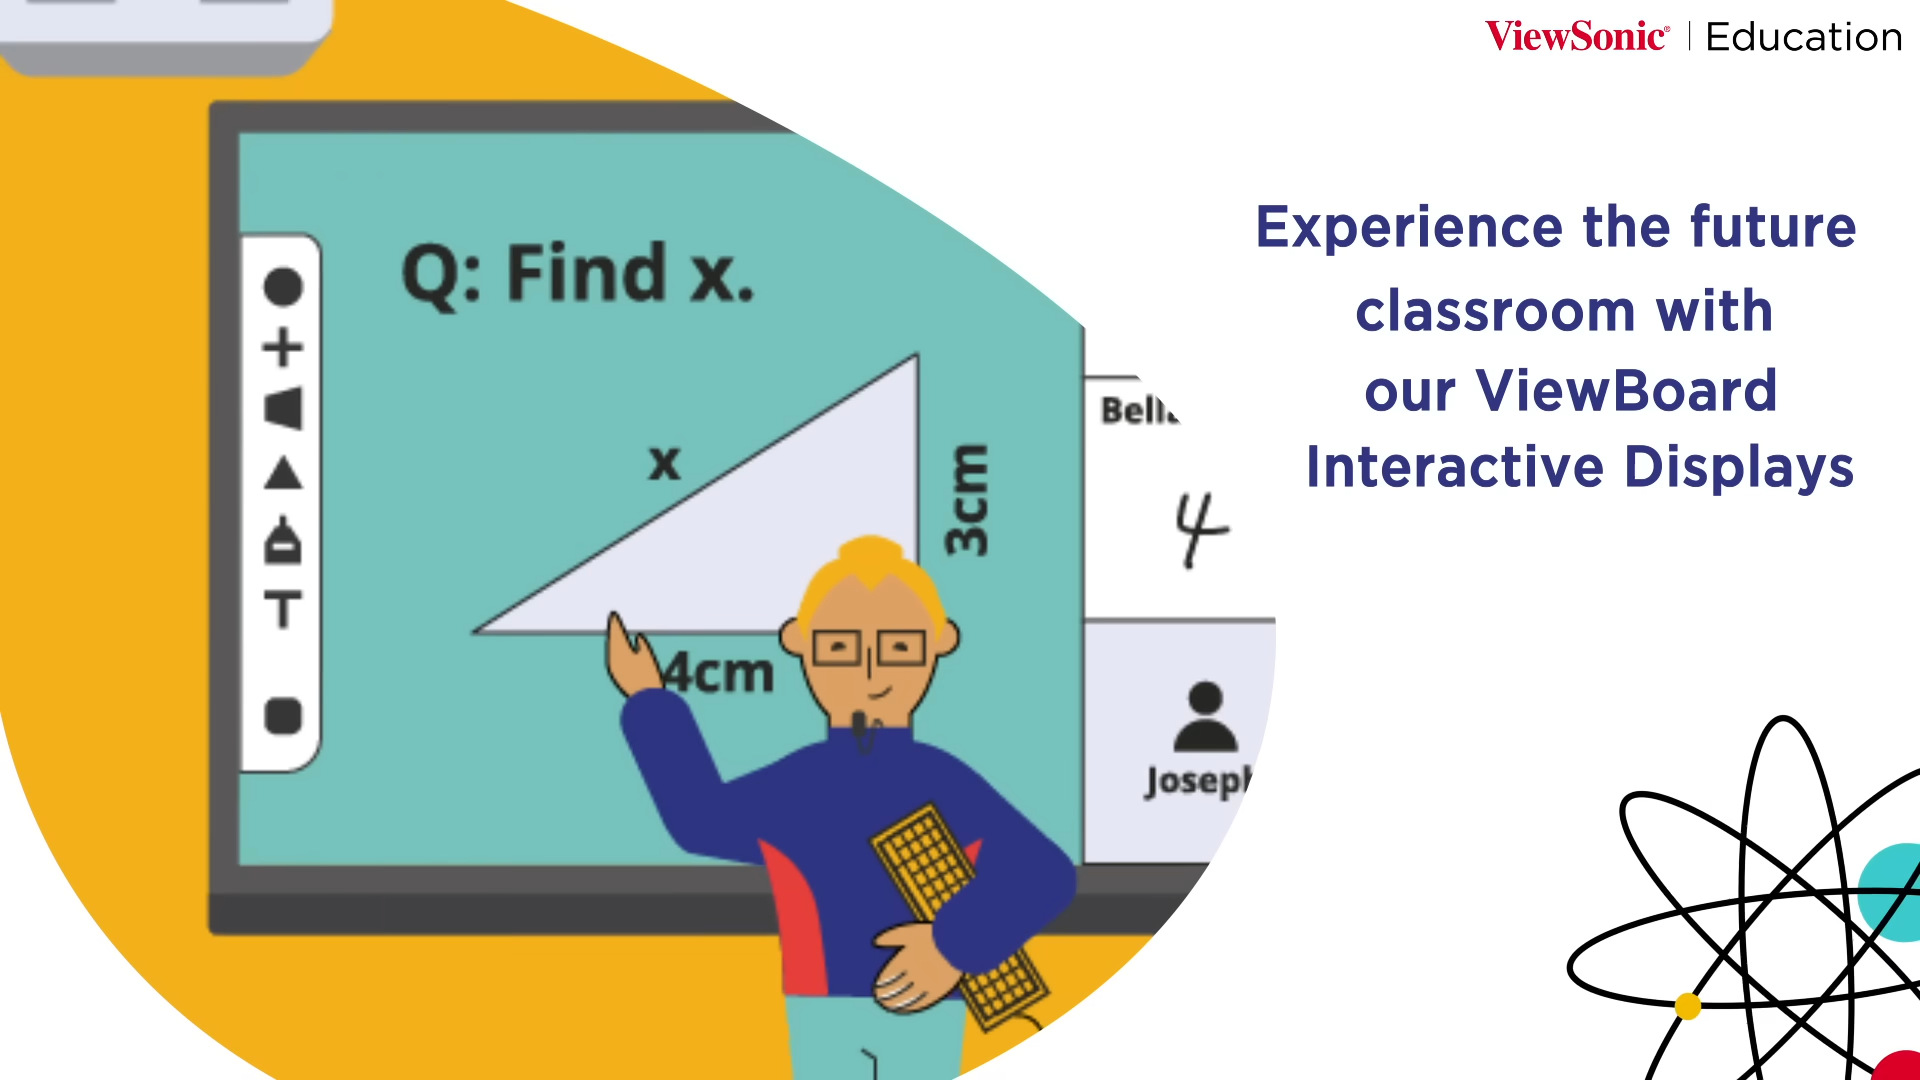 ViewSonic® | Education
Experience the future
classroom with
our ViewBoard
Interactive Displays
Q: Find x.
x
3cm
4cm
T
4